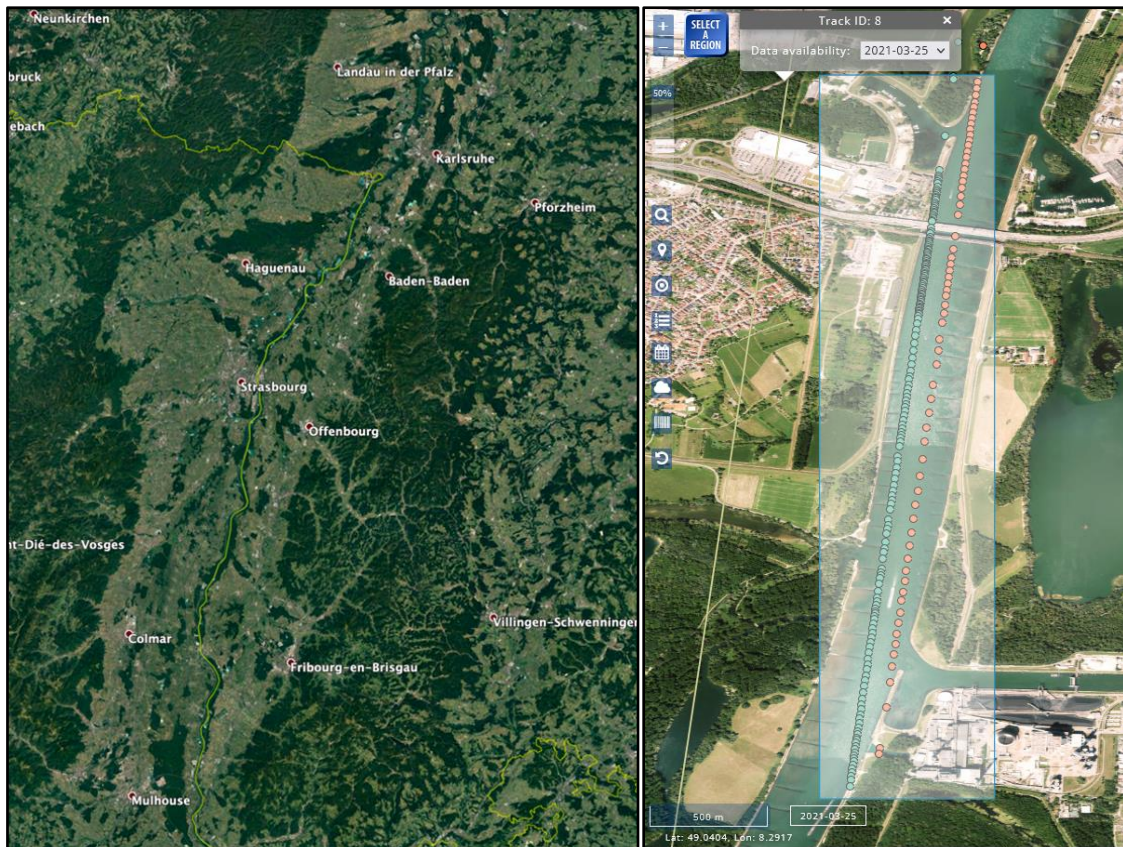 Neunkirchen
bruck
Landau in der Pfalz
ebach
Karlsruhe
Pforzheim
Haguenau
Baden-Baden
Strasbourg
Offenbourg
nt-Dié-des-Vosges
Villingen-Schwenningen
Colmar
Fribourg-en-Brisgau
Mulhouse
+
−
SELECT
A
REGION
Track ID: 8
×
Data availability: 2021-03-25
50%
500 m
2021-03-25
Lat: 49.0404, Lon: 8.2917